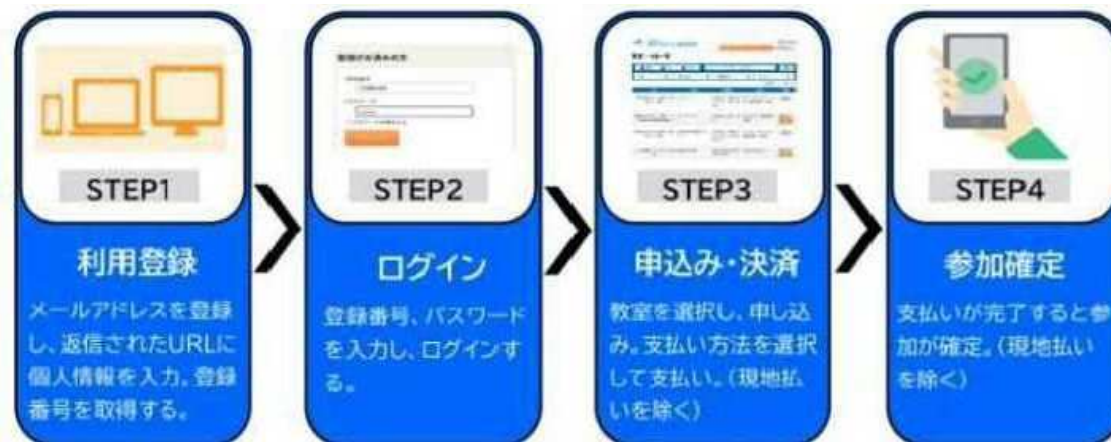 STEP1
利用登録
メールアドレスを登録
し、返信されたURLに
個人情報を入力。登録
番号を取得する。
STEP2
ログイン
登録番号、パスワード
を入力し、ログインす
る。
STEP3
申込み・決済
教室を選択し、申し込
み。支払い方法を選択
して支払い。(現地払
いを除く)
STEP4
参加確定
支払いが完了すると参
加が確定。(現地払い
を除く)